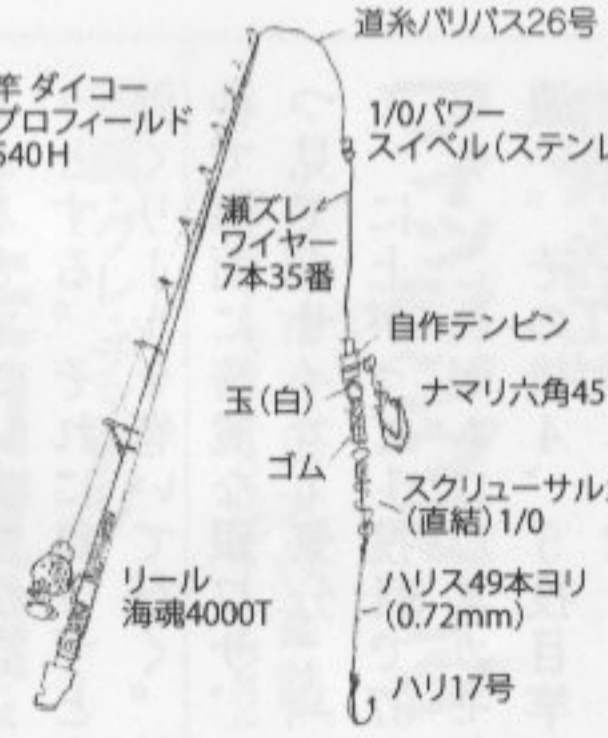 道糸バリバス26号
竿 ダイコー
プロフィールド
540H
1/0パワー
スイベル(ステンレ
瀬ズレ
ワイヤー
7本35番
自作テンビン
玉(白)
ナマリ六角45
ゴム
スクリューサル
(直結)1/0
リール
海魂4000T
ハリス49本ヨリ
(0.72mm)
ハリ17号